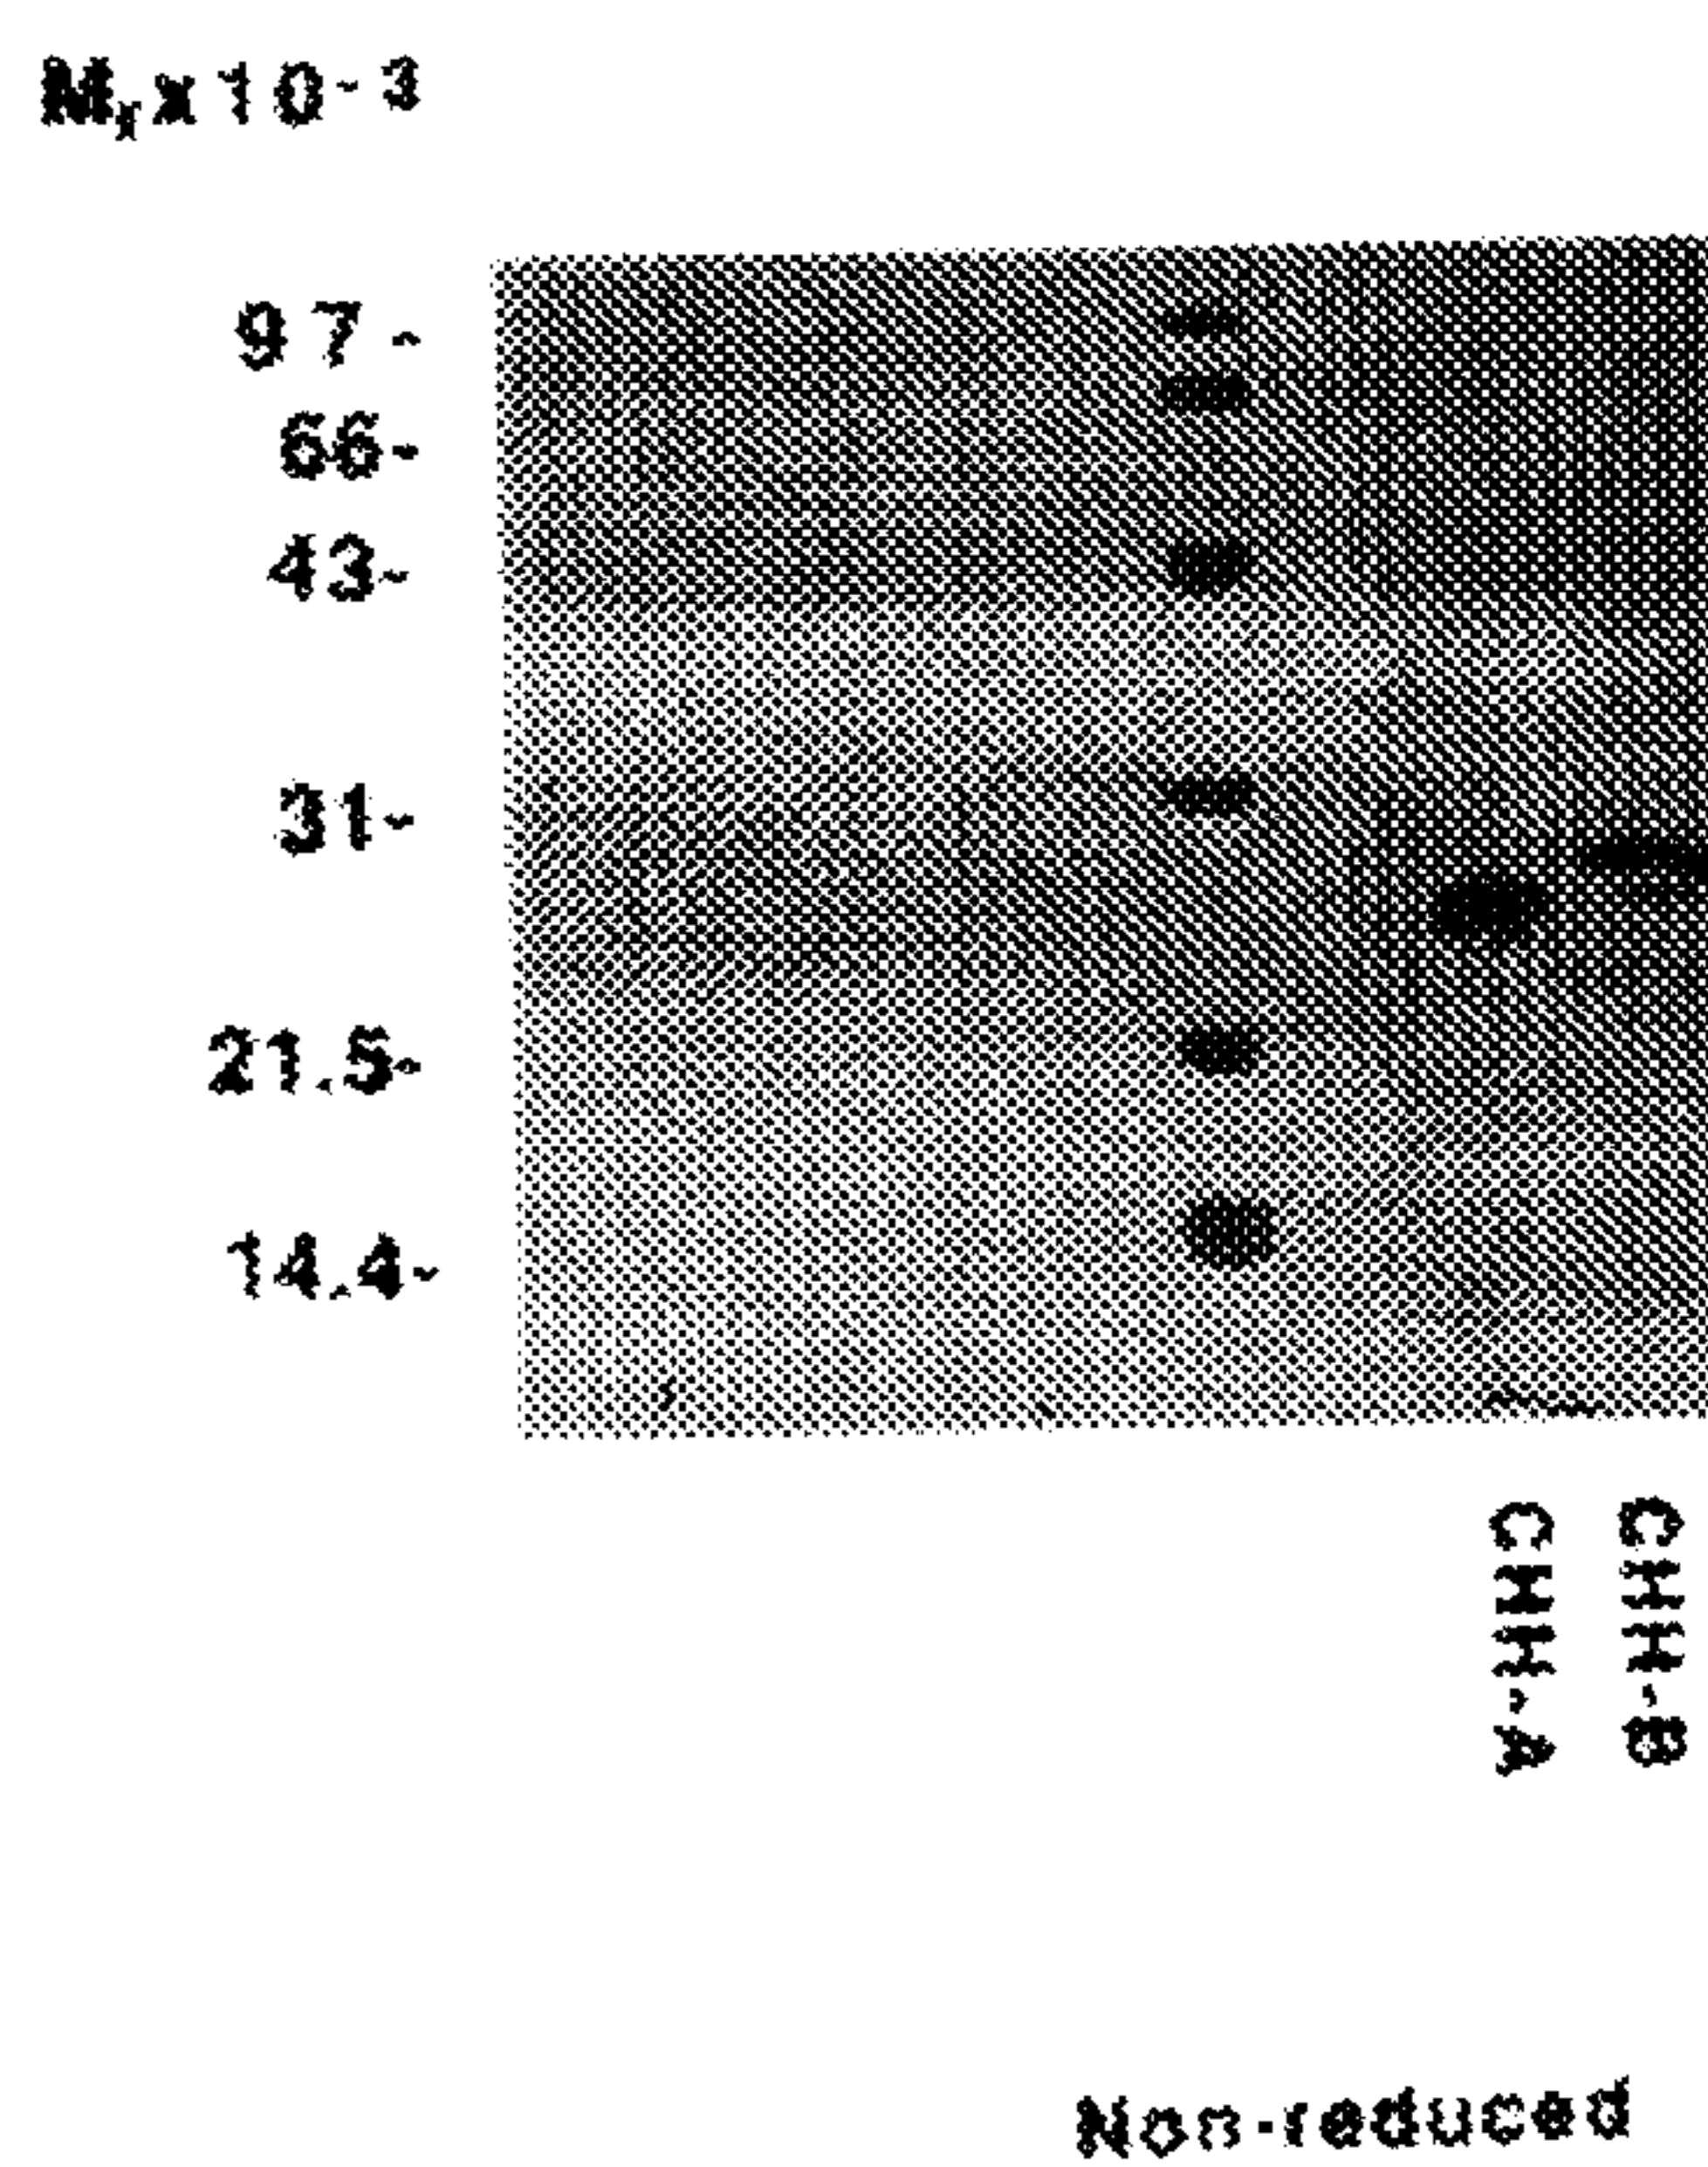 Mr x 10-3
97-
66-
43-
31-
21.5-
14.4-
CHH-A
CHH-B
Non-reduced